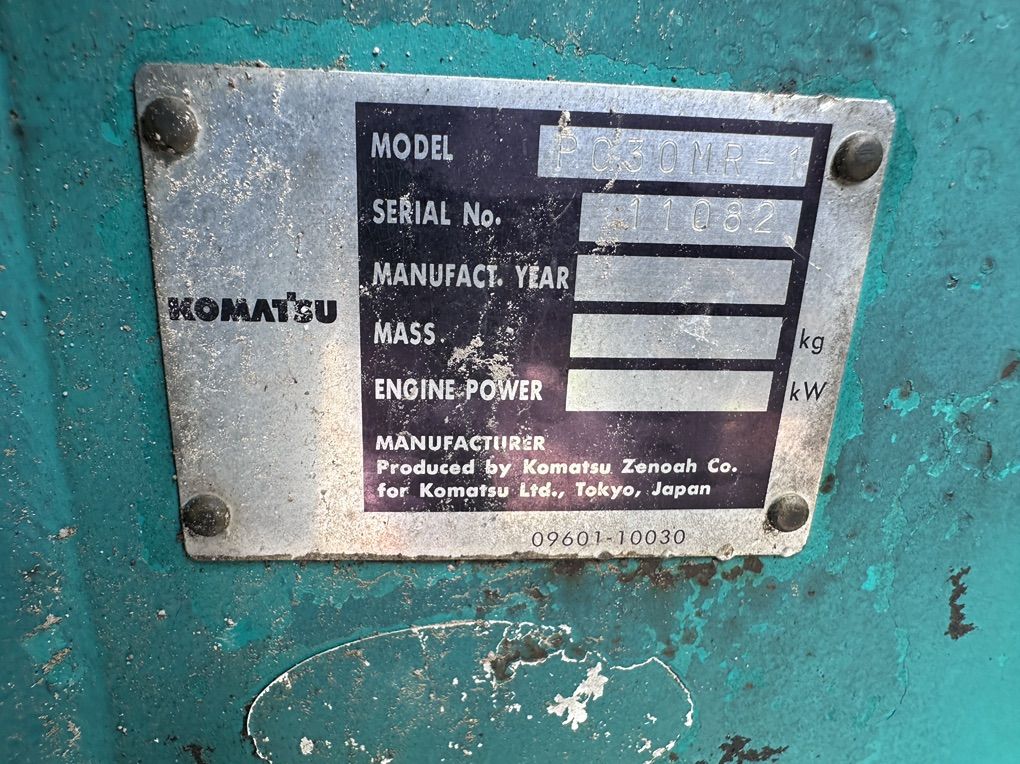 KOMATSU
MODEL PC30MR-1
SERIAL No. 11082
MANUFACT. YEAR
MASS kg
ENGINE POWER kW
MANUFACTURER
Produced by Komatsu Zenoah Co.
for Komatsu Ltd., Tokyo, Japan
09601-10030